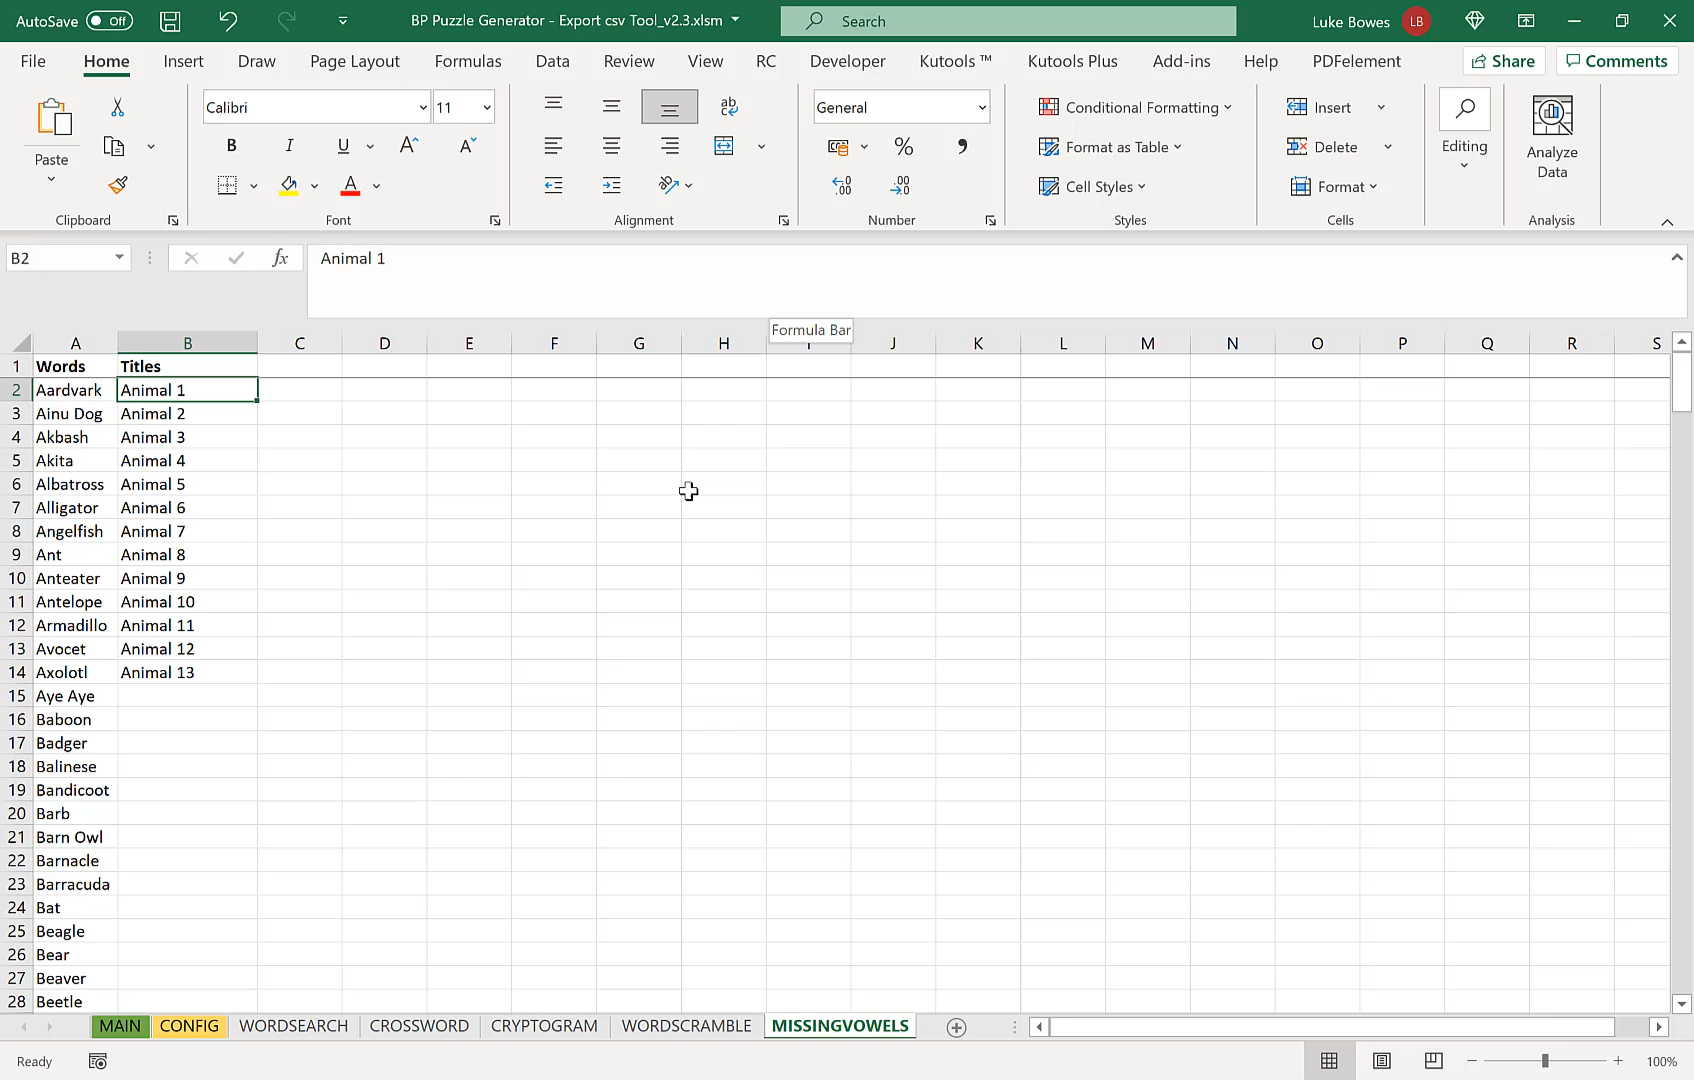 AutoSave Off BP Puzzle Generator - Export csv Tool_v2.3.xlsm Search Luke Bowes LB
File Home Insert Draw Page Layout Formulas Data Review View RC Developer Kutools ™ Kutools Plus Add-ins Help PDFelement Share Comments
Paste
Clipboard
Calibri 11
B I U A A
A
Font
ab
ab
Alignment
General
% 9
.00 .00
Number
Conditional Formatting
Format as Table
Cell Styles
Styles
Insert
Delete
Format
Cells
Editing
Analyze
Data
Analysis
B2 fx Animal 1
Formula Bar
A B C D E F G H I J K L M N O P Q R S
1 Words Titles
2 Aardvark Animal 1
3 Ainu Dog Animal 2
4 Akbash Animal 3
5 Akita Animal 4
6 Albatross Animal 5
7 Alligator Animal 6
8 Angelfish Animal 7
9 Ant Animal 8
10 Anteater Animal 9
11 Antelope Animal 10
12 Armadillo Animal 11
13 Avocet Animal 12
14 Axolotl Animal 13
15 Aye Aye
16 Baboon
17 Badger
18 Balinese
19 Bandicoot
20 Barb
21 Barn Owl
22 Barnacle
23 Barracuda
24 Bat
25 Beagle
26 Bear
27 Beaver
28 Beetle
MAIN CONFIG WORDSEARCH CROSSWORD CRYPTOGRAM WORDSCRAMBLE MISSINGVOWELS
Ready 100%